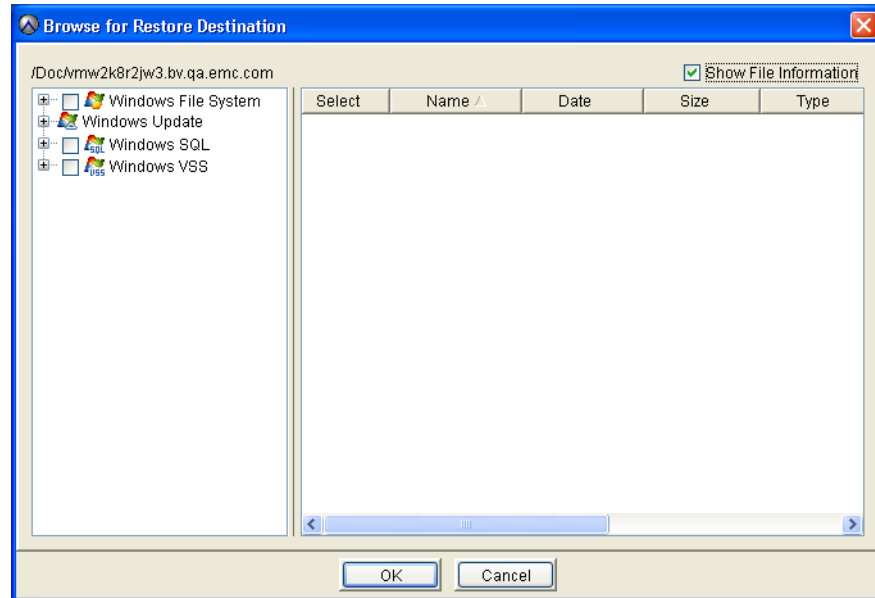 Browse for Restore Destination
/Doc/vmw2k8r2jw3.bv.qa.emc.com
Show File Information
Windows File System
Windows Update
Windows SQL
Windows VSS
Select Name Date Size Type
OK Cancel